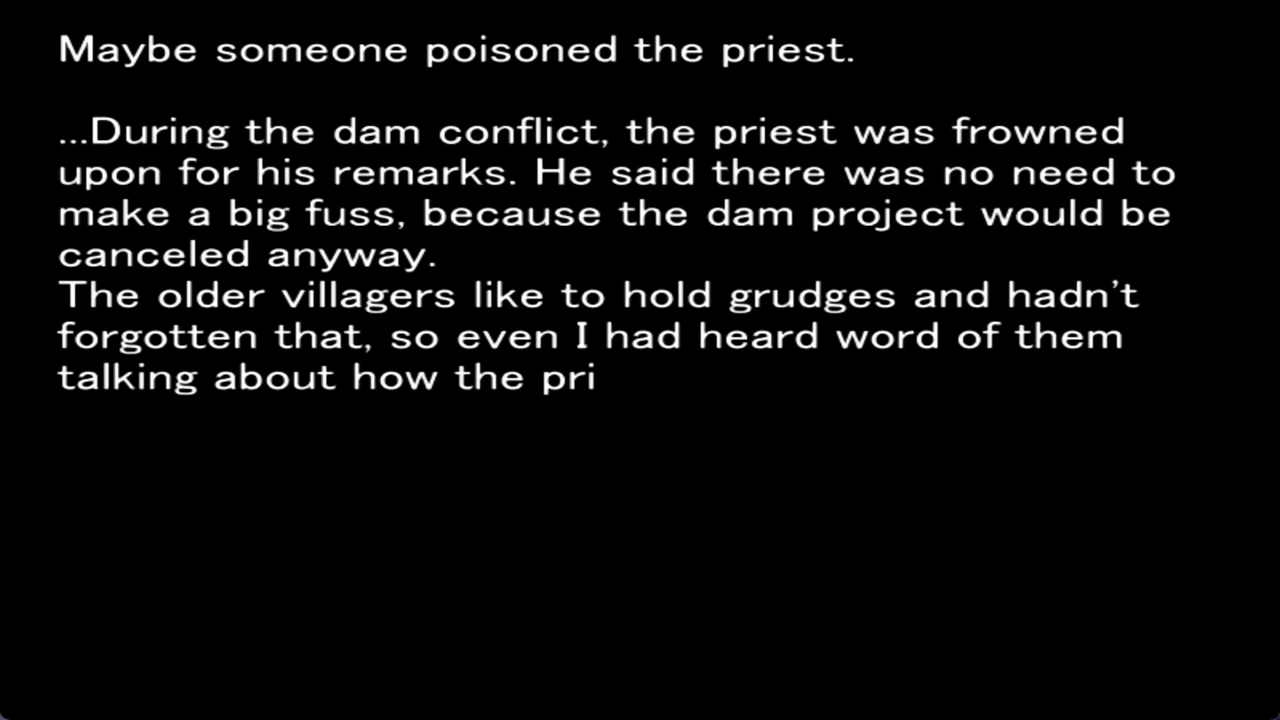 Maybe someone poisoned the priest.
...During the dam conflict, the priest was frowned
upon for his remarks. He said there was no need to
make a big fuss, because the dam project would be
canceled anyway.
The older villagers like to hold grudges and hadn't
forgotten that, so even I had heard word of them
talking about how the pri